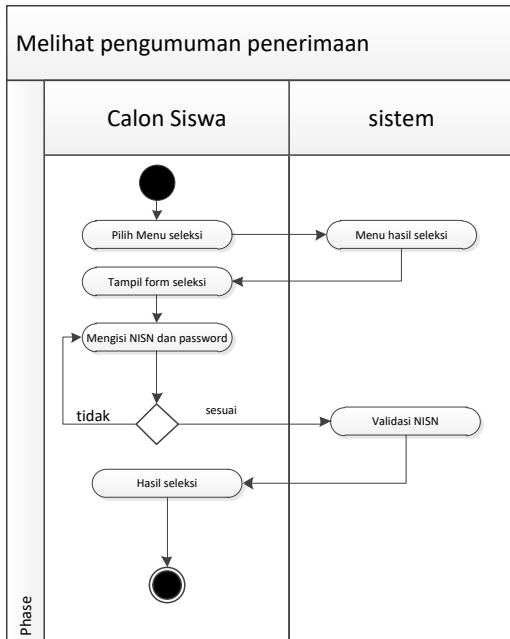 Melihat pengumuman penerimaan
Calon Siswa
sistem
Pilih Menu seleksi
Menu hasil seleksi
Tampil form seleksi
Mengisi NISN dan password
tidak
sesuai
Validasi NISN
Hasil seleksi
Phase